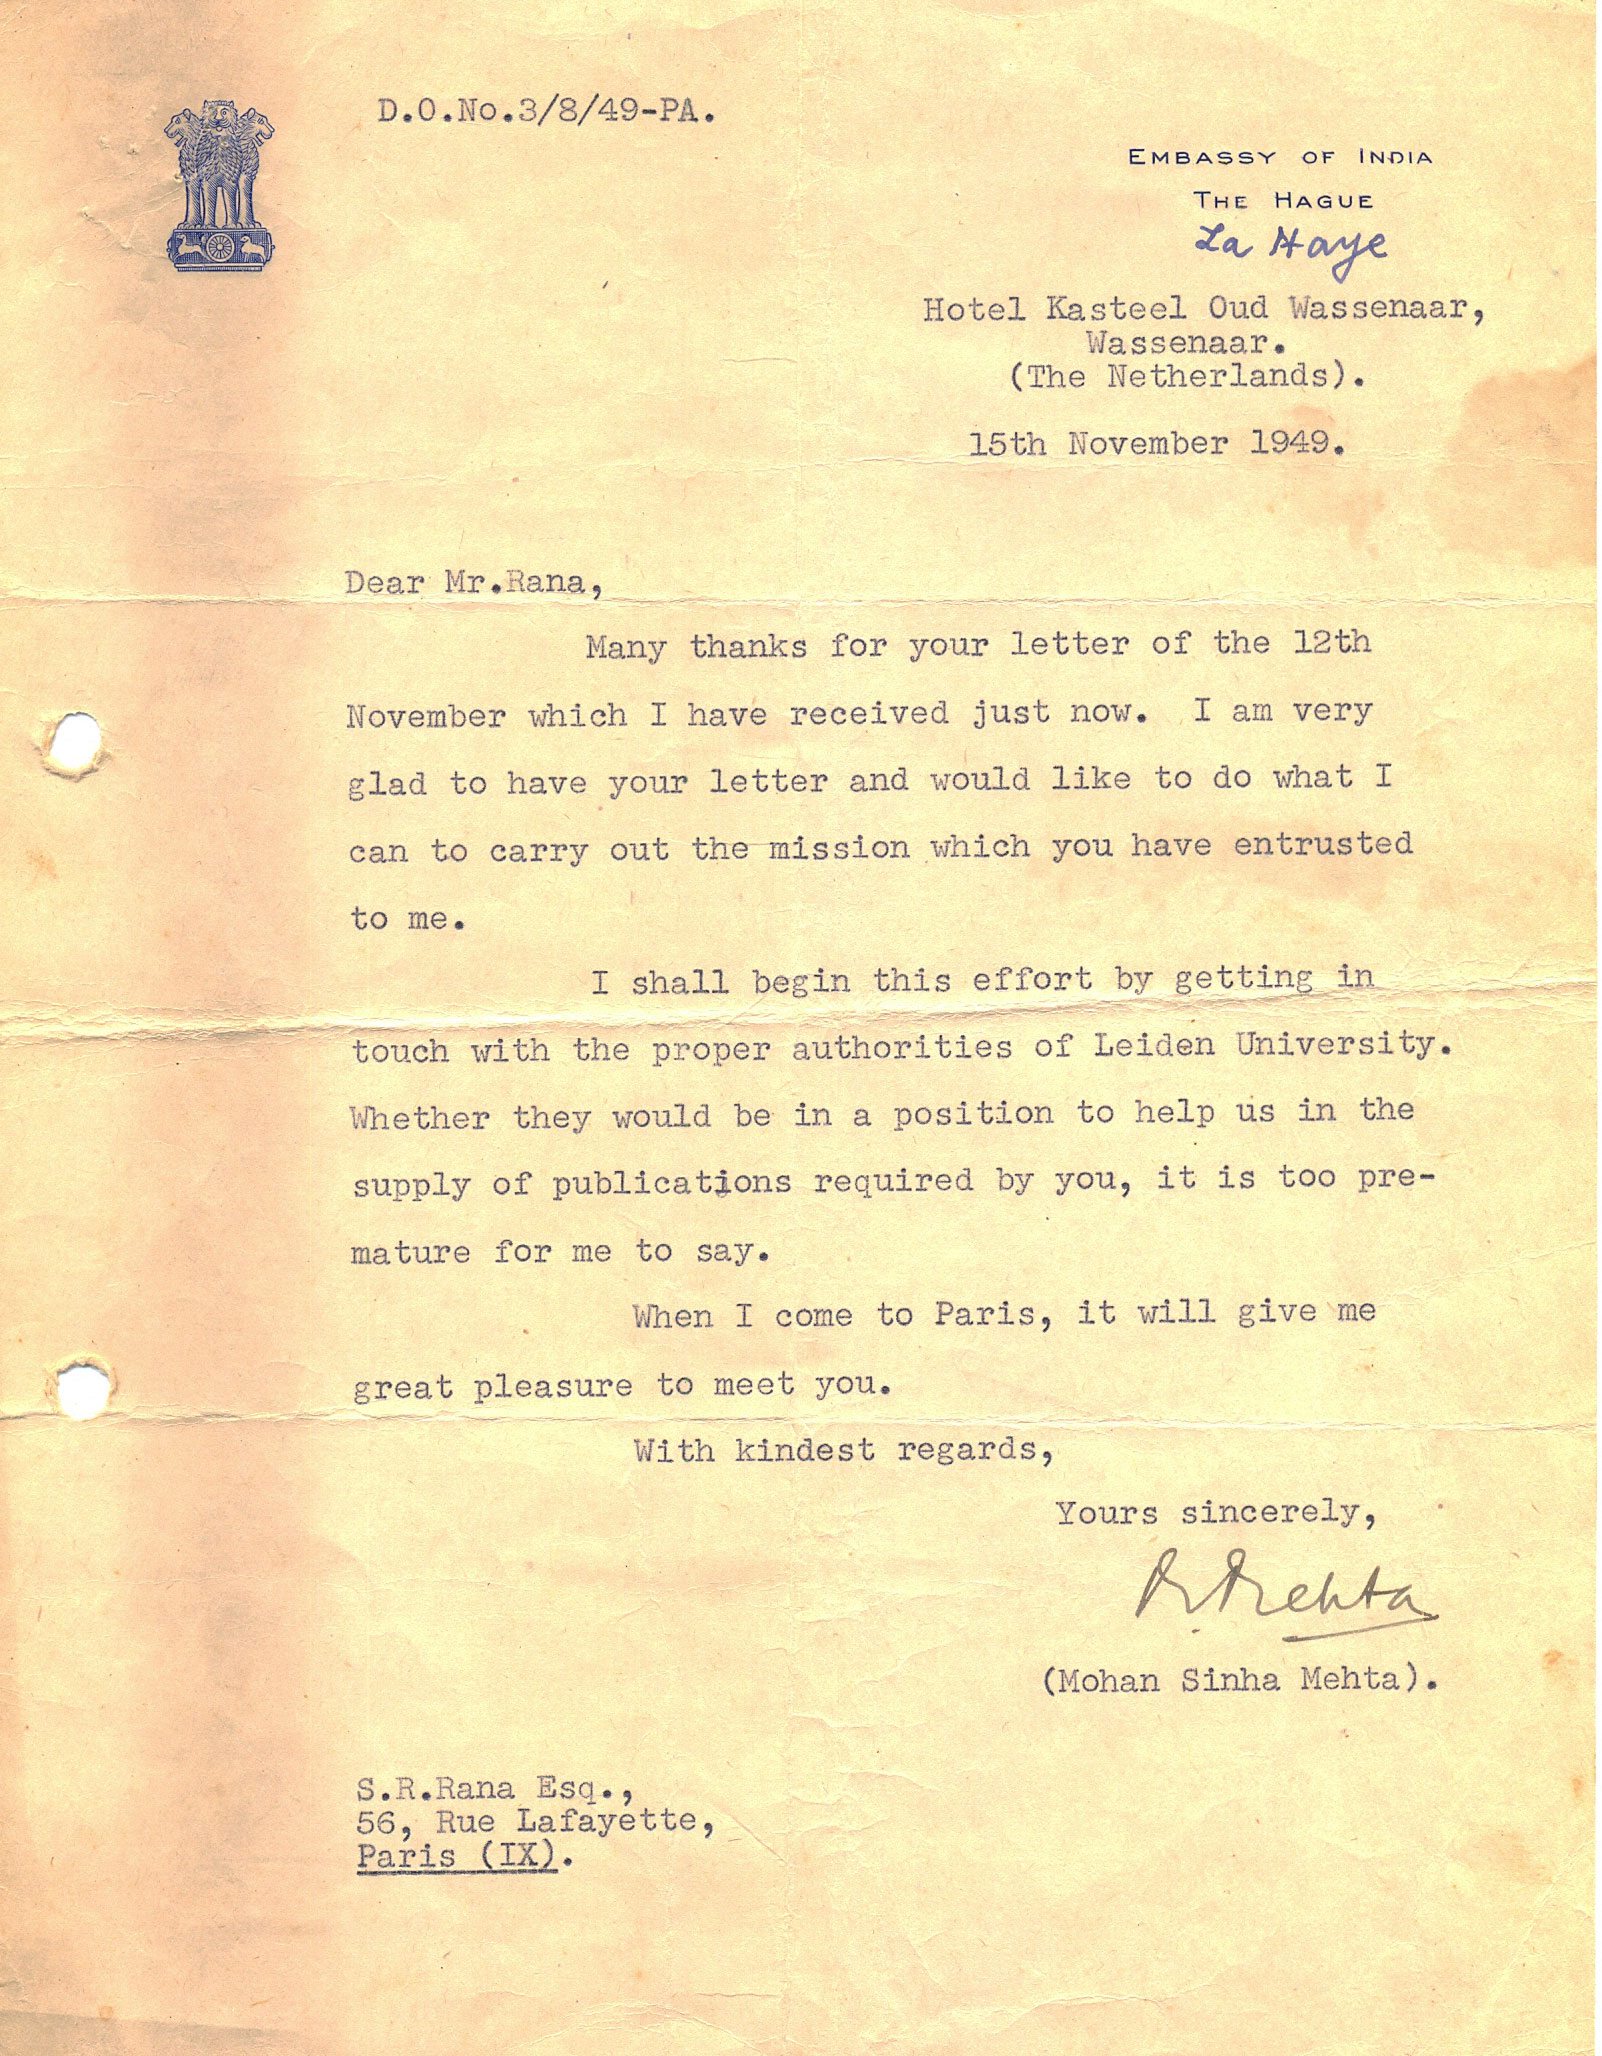 D.O.No.3/8/49-PA.
EMBASSY OF INDIA
THE HAGUE
La Haye
Hotel Kasteel Oud Wassenaar,
Wassenaar.
(The Netherlands).
15th November 1949.
Dear Mr.Rana,
Many thanks for your letter of the 12th
November which I have received just now. I am very
glad to have your letter and would like to do what I
can to carry out the mission which you have entrusted
to me.
I shall begin this effort by getting in
touch with the proper authorities of Leiden University.
Whether they would be in a position to help us in the
supply of publications required by you, it is too pre-
mature for me to say.
When I come to Paris, it will give me
great pleasure to meet you.
With kindest regards,
Yours sincerely,
Mehta
(Mohan Sinha Mehta).
S.R.Rana Esq.,
56, Rue Lafayette,
Paris (IX).